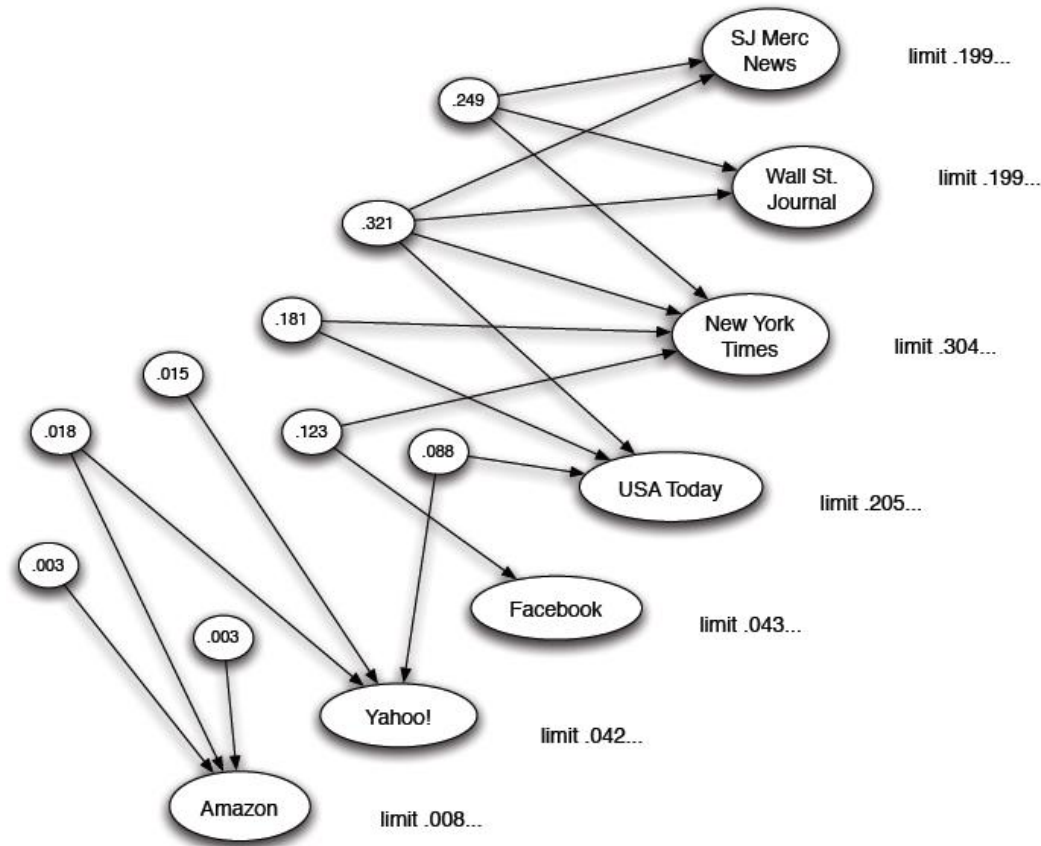 SJ Merc
News
limit .199...
.249
Wall St.
Journal
limit .199...
.321
.181
New York
Times
limit .304...
.015
.018
.123
.088
USA Today
limit .205...
.003
Facebook
limit .043...
.003
Yahoo!
limit .042...
Amazon
limit .008...